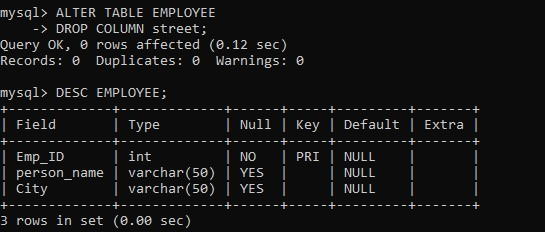 mysql> ALTER TABLE EMPLOYEE
    -> DROP COLUMN street;
Query OK, 0 rows affected (0.12 sec)
Records: 0  Duplicates: 0  Warnings: 0

mysql> DESC EMPLOYEE;
+-------------+-------------+------+-----+---------+-------+
| Field       | Type        | Null | Key | Default | Extra |
+-------------+-------------+------+-----+---------+-------+
| Emp_ID      | int         | NO   | PRI | NULL    |       |
| person_name | varchar(50) | YES  |     | NULL    |       |
| City        | varchar(50) | YES  |     | NULL    |       |
+-------------+-------------+------+-----+---------+-------+
3 rows in set (0.00 sec)